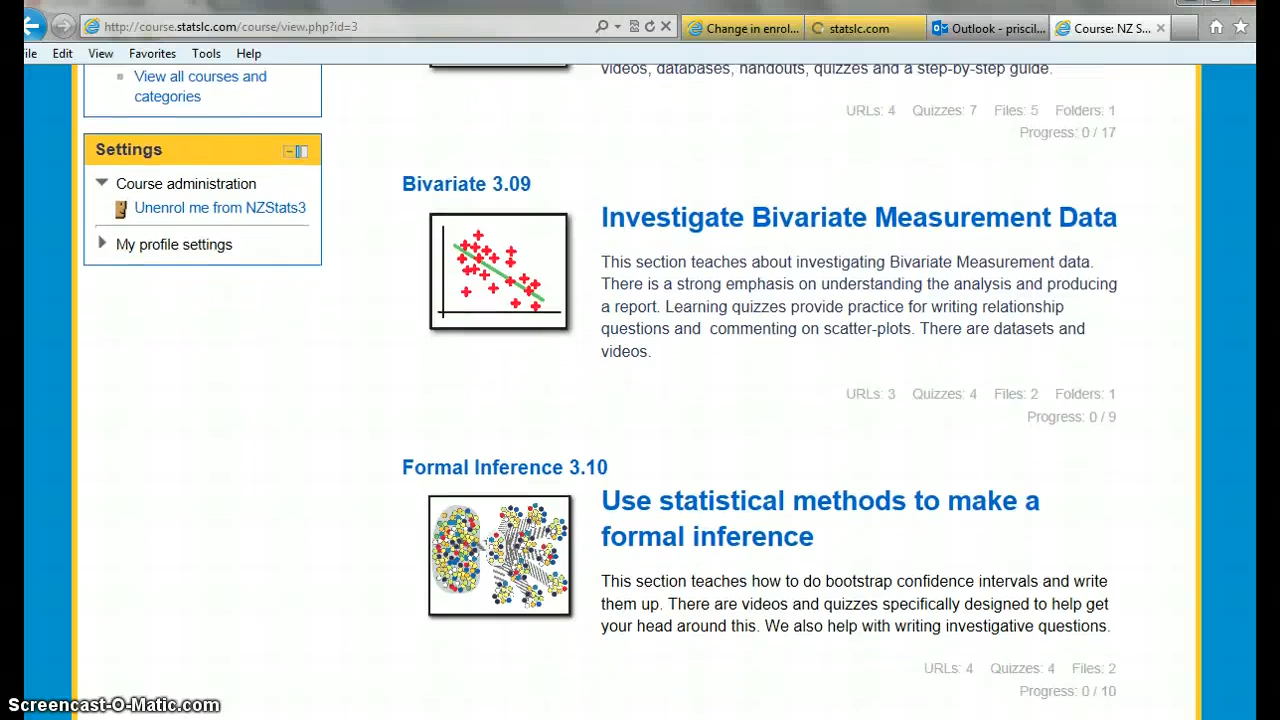 http://course.statslc.com/course/view.php?id=3
Change in enrol...
statslc.com
Outlook - priscil...
Course: NZ S...
ile Edit View Favorites Tools Help
View all courses and
categories
videos, databases, handouts, quizzes and a step-by-step guide.
URLs: 4 Quizzes: 7 Files: 5 Folders: 1
Progress: 0 / 17
Settings
Course administration
Unenrol me from NZStats3
My profile settings
Bivariate 3.09
Investigate Bivariate Measurement Data
This section teaches about investigating Bivariate Measurement data.
There is a strong emphasis on understanding the analysis and producing
a report. Learning quizzes provide practice for writing relationship
questions and commenting on scatter-plots. There are datasets and
videos.
URLs: 3 Quizzes: 4 Files: 2 Folders: 1
Progress: 0 / 9
Formal Inference 3.10
Use statistical methods to make a
formal inference
This section teaches how to do bootstrap confidence intervals and write
them up. There are videos and quizzes specifically designed to help get
your head around this. We also help with writing investigative questions.
URLs: 4 Quizzes: 4 Files: 2
Progress: 0 / 10
Screencast-O-Matic.com